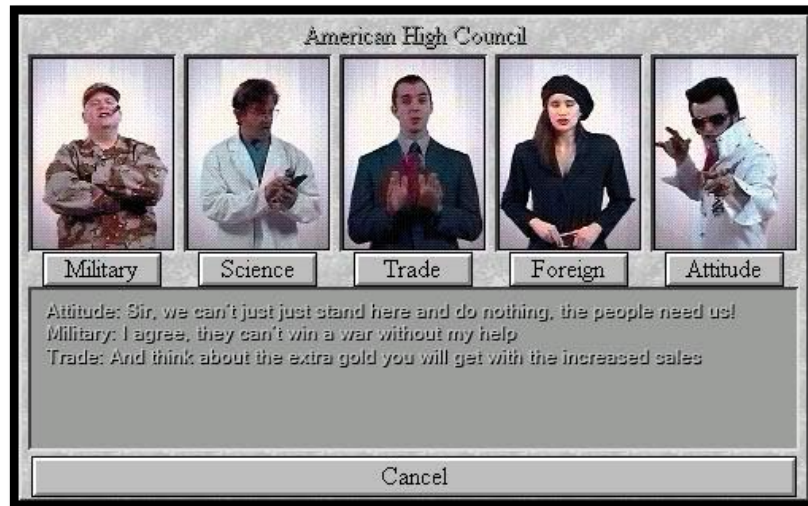 American High Council
Military Science Trade Foreign Attitude
Attitude: Sir, we can't just just stand here and do nothing, the people need us!
Military: I agree, they can't win a war without my help
Trade: And think about the extra gold you will get with the increased sales
Cancel